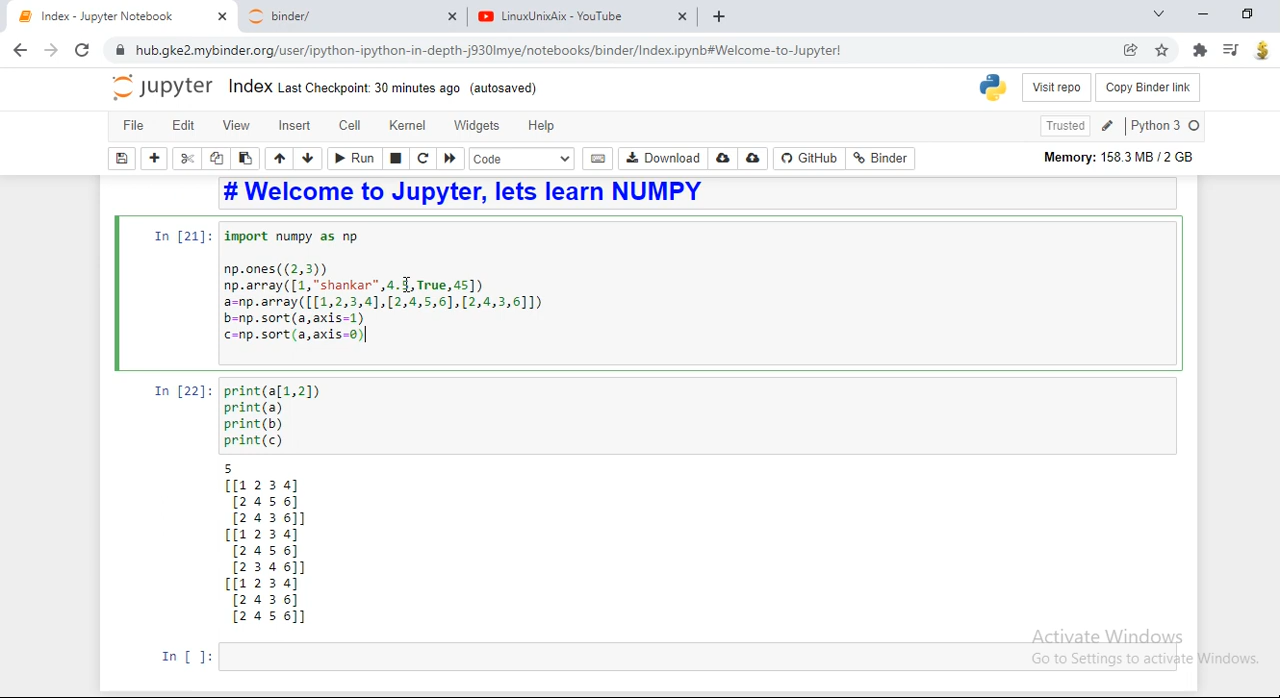 Index - Jupyter Notebook
binder/
LinuxUnixAix - YouTube
hub.gke2.mybinder.org/user/ipython-ipython-in-depth-j930lmye/notebooks/binder/Index.ipynb#Welcome-to-Jupyter!
jupyter Index Last Checkpoint: 30 minutes ago (autosaved)
Visit repo
Copy Binder link
File Edit View Insert Cell Kernel Widgets Help
Trusted
Python 3
Run
Code
Download
GitHub
Binder
Memory: 158.3 MB / 2 GB
# Welcome to Jupyter, lets learn NUMPY
In [21]: import numpy as np
np.ones((2,3))
np.array([1,"shankar",4.5,True,45])
a=np.array([[1,2,3,4],[2,4,5,6],[2,4,3,6]])
b=np.sort(a,axis=1)
c=np.sort(a,axis=0)
In [22]: print(a[1,2])
print(a)
print(b)
print(c)
5
[[1 2 3 4]
[2 4 5 6]
[2 4 3 6]]
[[1 2 3 4]
[2 4 5 6]
[2 3 4 6]]
[[1 2 3 4]
[2 4 3 6]
[2 4 5 6]]
In [ ]:
Activate Windows
Go to Settings to activate Windows.